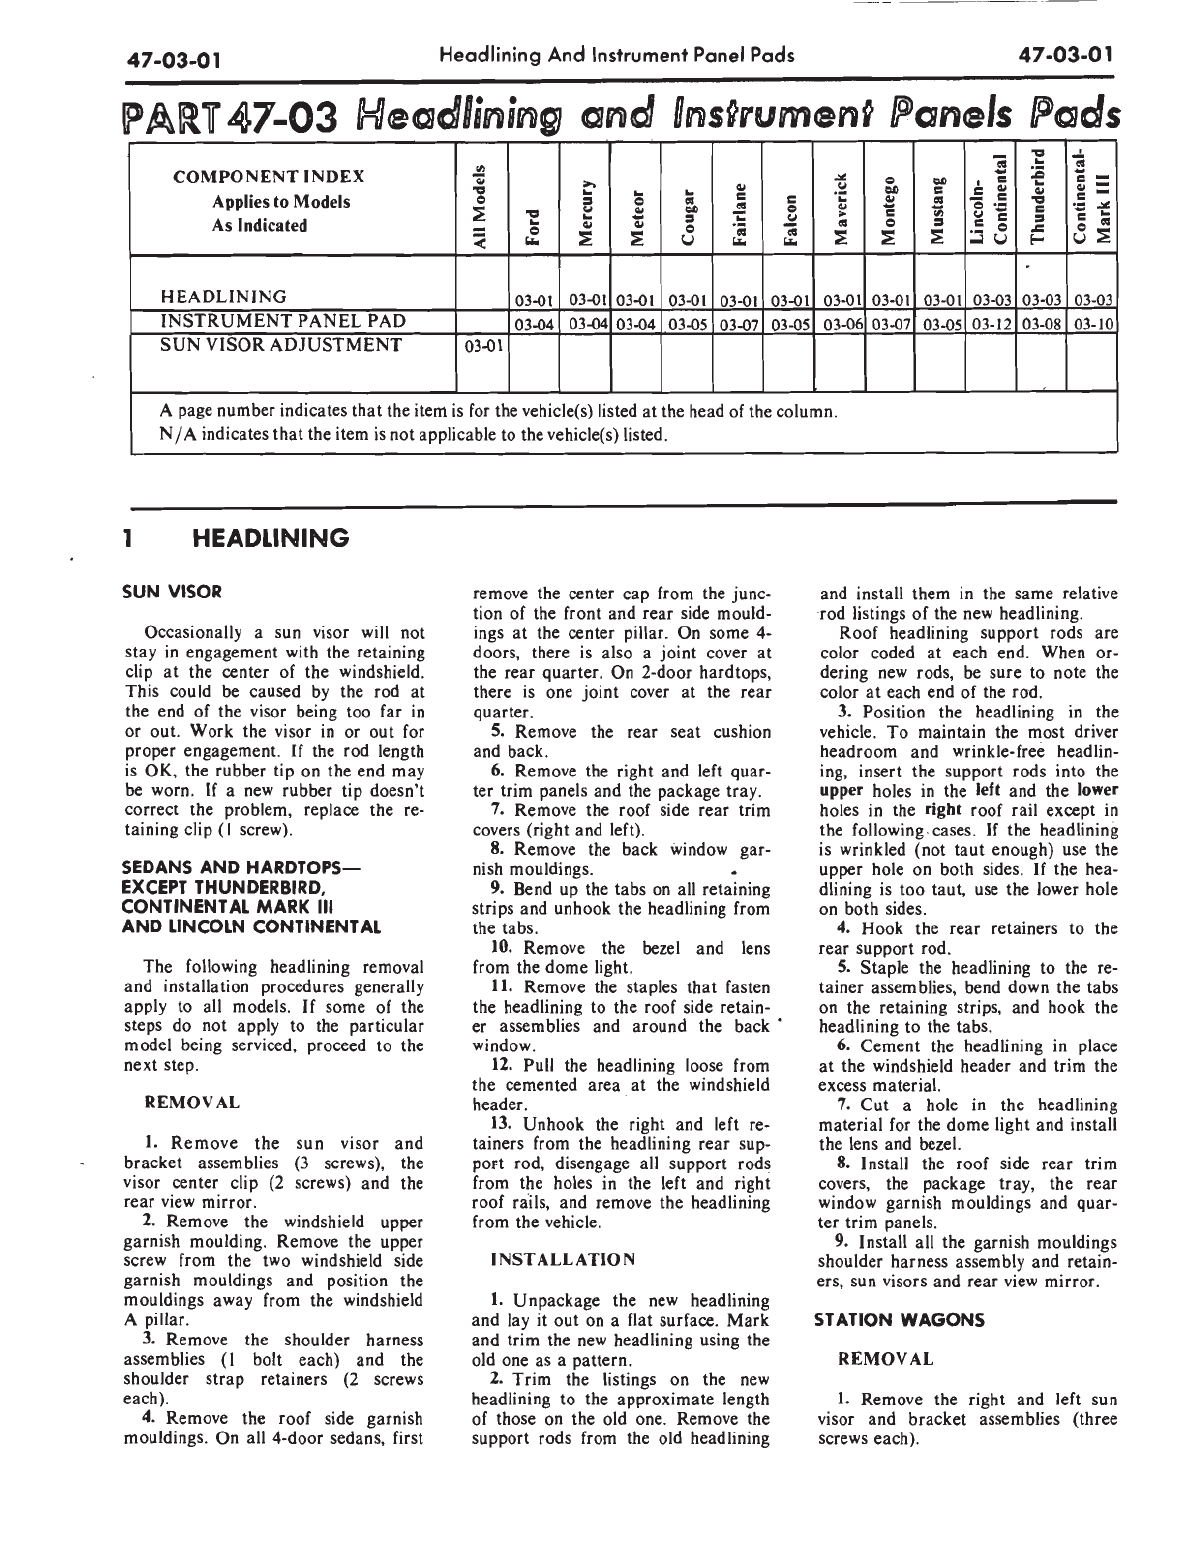 47-03-01 Headlining And Instrument Panel Pads 47-03-01
PART 47-03 Headlining and Instrument Panels Pads
COMPONENT INDEX
Applies to Models
As Indicated
All Models
Ford
Mercury
Meteor
Cougar
Fairlane
Falcon
Maverick
Montego
Mustang
Lincoln-
Continental
Thunderbird
Continental-
Mark III
HEADLINING 03-01 03-01 03-01 03-01 03-01 03-01 03-01 03-01 03-01 03-03 03-03 03-03
INSTRUMENT PANEL PAD 03-04 03-04 03-04 03-05 03-07 03-05 03-06 03-07 03-05 03-12 03-08 03-10
SUN VISOR ADJUSTMENT 03-01
A page number indicates that the item is for the vehicle(s) listed at the head of the column.
N/A indicates that the item is not applicable to the vehicle(s) listed.
1 HEADLINING
SUN VISOR
Occasionally a sun visor will not
stay in engagement with the retaining
clip at the center of the windshield.
This could be caused by the rod at
the end of the visor being too far in
or out. Work the visor in or out for
proper engagement. If the rod length
is OK, the rubber tip on the end may
be worn. If a new rubber tip doesn't
correct the problem, replace the re-
taining clip (1 screw).
SEDANS AND HARDTOPS—
EXCEPT THUNDERBIRD,
CONTINENTAL MARK III
AND LINCOLN CONTINENTAL
The following headlining removal
and installation procedures generally
apply to all models. If some of the
steps do not apply to the particular
model being serviced, proceed to the
next step.
REMOVAL
1. Remove the sun visor and
bracket assemblies (3 screws), the
visor center clip (2 screws) and the
rear view mirror.
2. Remove the windshield upper
garnish moulding. Remove the upper
screw from the two windshield side
garnish mouldings and position the
mouldings away from the windshield
A pillar.
3. Remove the shoulder harness
assemblies (1 bolt each) and the
shoulder strap retainers (2 screws
each).
4. Remove the roof side garnish
mouldings. On all 4-door sedans, first
remove the center cap from the junc-
tion of the front and rear side mould-
ings at the center pillar. On some 4-
doors, there is also a joint cover at
the rear quarter. On 2-door hardtops,
there is one joint cover at the rear
quarter.
5. Remove the rear seat cushion
and back.
6. Remove the right and left quar-
ter trim panels and the package tray.
7. Remove the roof side rear trim
covers (right and left).
8. Remove the back window gar-
nish mouldings.
9. Bend up the tabs on all retaining
strips and unhook the headlining from
the tabs.
10. Remove the bezel and lens
from the dome light.
11. Remove the staples that fasten
the headlining to the roof side retain-
er assemblies and around the back
window.
12. Pull the headlining loose from
the cemented area at the windshield
header.
13. Unhook the right and left re-
tainers from the headlining rear sup-
port rod, disengage all support rods
from the holes in the left and right
roof rails, and remove the headlining
from the vehicle.
INSTALLATION
1. Unpackage the new headlining
and lay it out on a flat surface. Mark
and trim the new headlining using the
old one as a pattern.
2. Trim the listings on the new
headlining to the approximate length
of those on the old one. Remove the
support rods from the old headlining
and install them in the same relative
rod listings of the new headlining.
Roof headlining support rods are
color coded at each end. When or-
dering new rods, be sure to note the
color at each end of the rod.
3. Position the headlining in the
vehicle. To maintain the most driver
headroom and wrinkle-free headlin-
ing, insert the support rods into the
upper holes in the left and the lower
holes in the right roof rail except in
the following cases. If the headlining
is wrinkled (not taut enough) use the
upper hole on both sides. If the hea-
dlining is too taut, use the lower hole
on both sides.
4. Hook the rear retainers to the
rear support rod.
5. Staple the headlining to the re-
tainer assemblies, bend down the tabs
on the retaining strips, and hook the
headlining to the tabs.
6. Cement the headlining in place
at the windshield header and trim the
excess material.
7. Cut a hole in the headlining
material for the dome light and install
the lens and bezel.
8. Install the roof side rear trim
covers, the package tray, the rear
window garnish mouldings and quar-
ter trim panels.
9. Install all the garnish mouldings
shoulder harness assembly and retain-
ers, sun visors and rear view mirror.
STATION WAGONS
REMOVAL
1. Remove the right and left sun
visor and bracket assemblies (three
screws each).